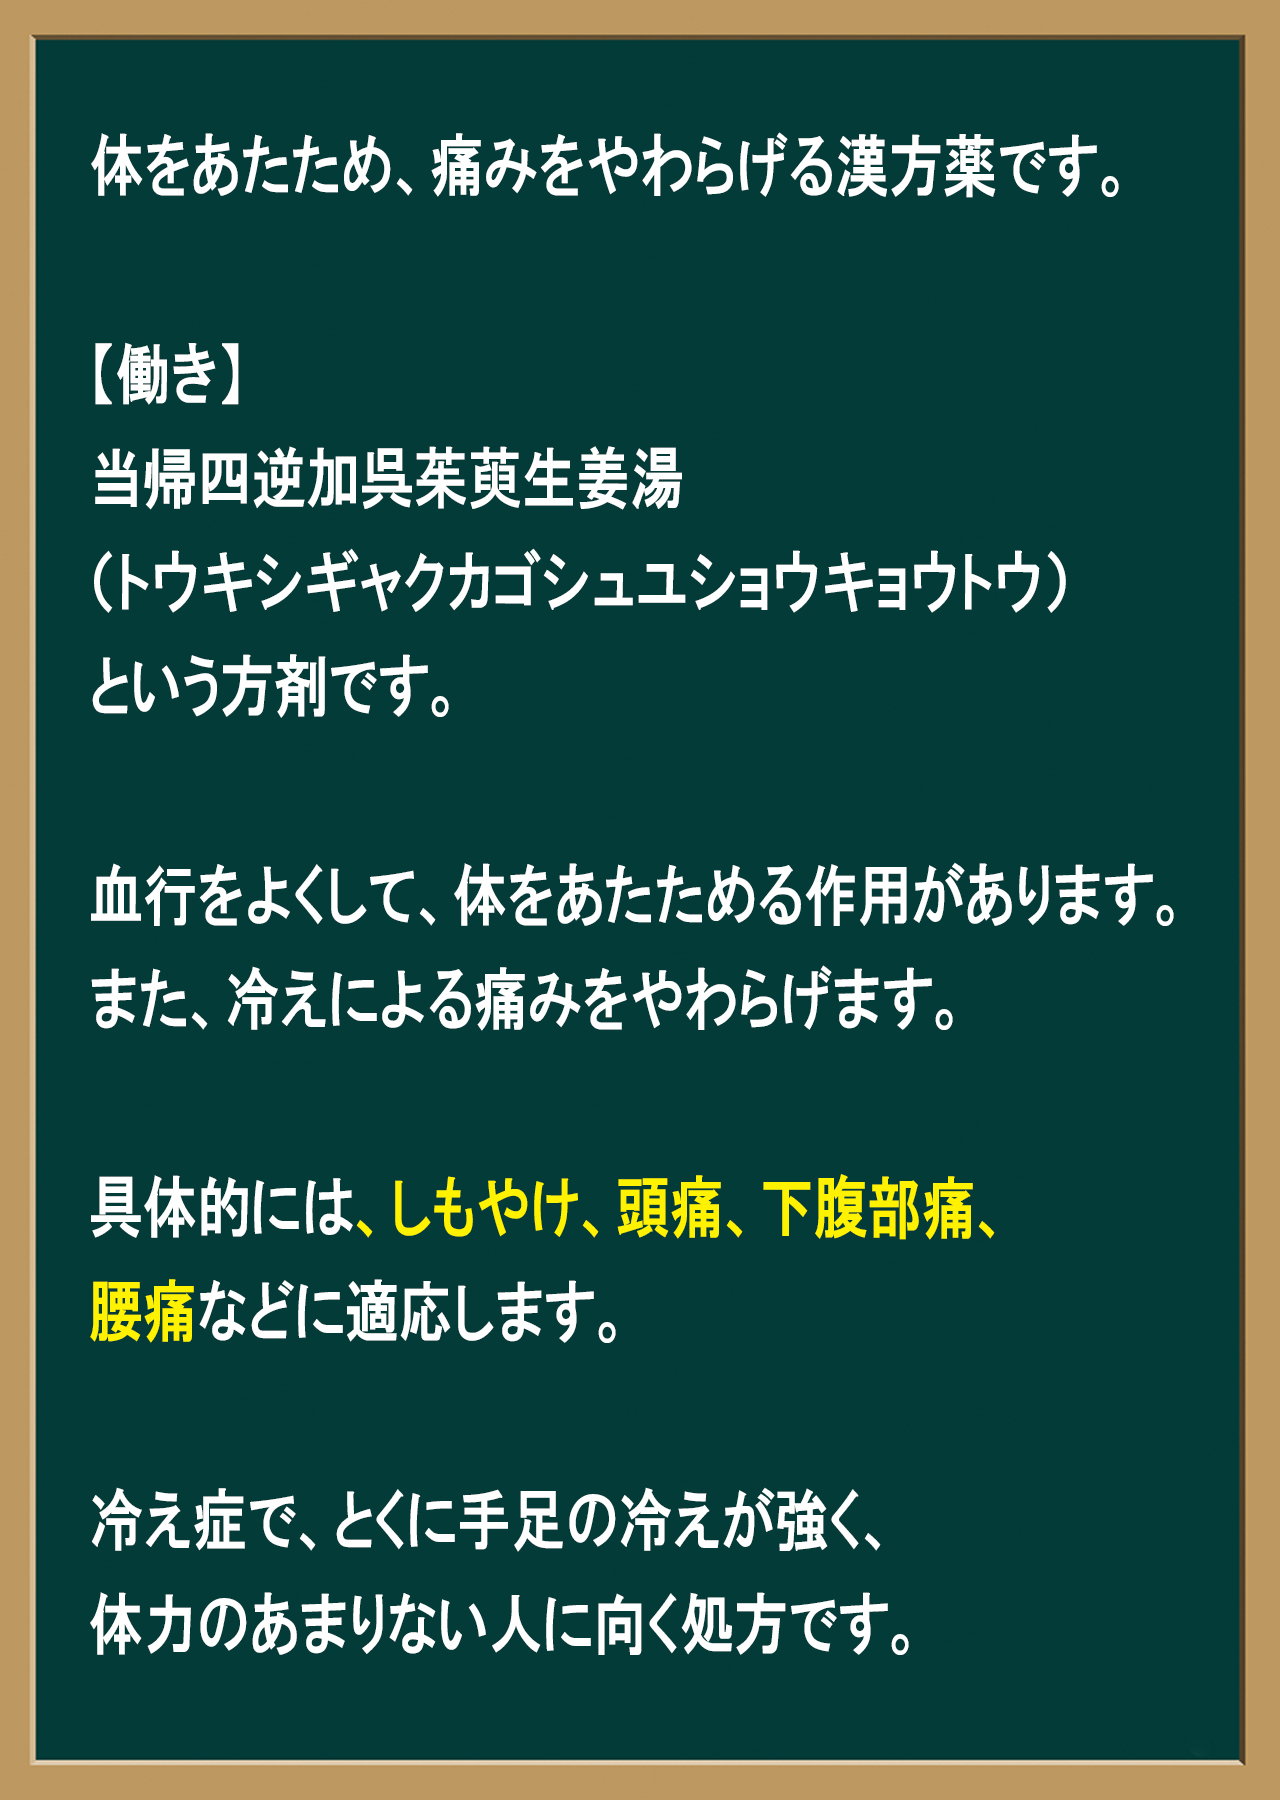 体をあたため、痛みをやわらげる漢方薬です。
【働き】
当帰四逆加呉茱萸生姜湯
（トウキシギャクカゴシュユショウキョウトウ）
という方剤です。
血行をよくして、体をあたためる作用があります。
また、冷えによる痛みをやわらげます。
具体的には、しもやけ、頭痛、下腹部痛、
腰痛などに適応します。
冷え症で、とくに手足の冷えが強く、
体力のあまりない人に向く処方です。